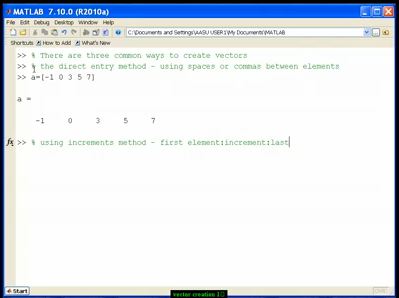 MATLAB 7.10.0 (R2010a)
File Edit Debug Desktop Window Help
C:\Documents and Settings\AASU USER1\My Documents\MATLAB
Shortcuts How to Add What's New
>> % There are three common ways to create vectors
>> % the direct entry method - using spaces or commas between elements
>> a=[-1 0 3 5 7]
a =
-1 0 3 5 7
fx >> % using increments method - first element:increment:last
Start
OVR
vector creation 1